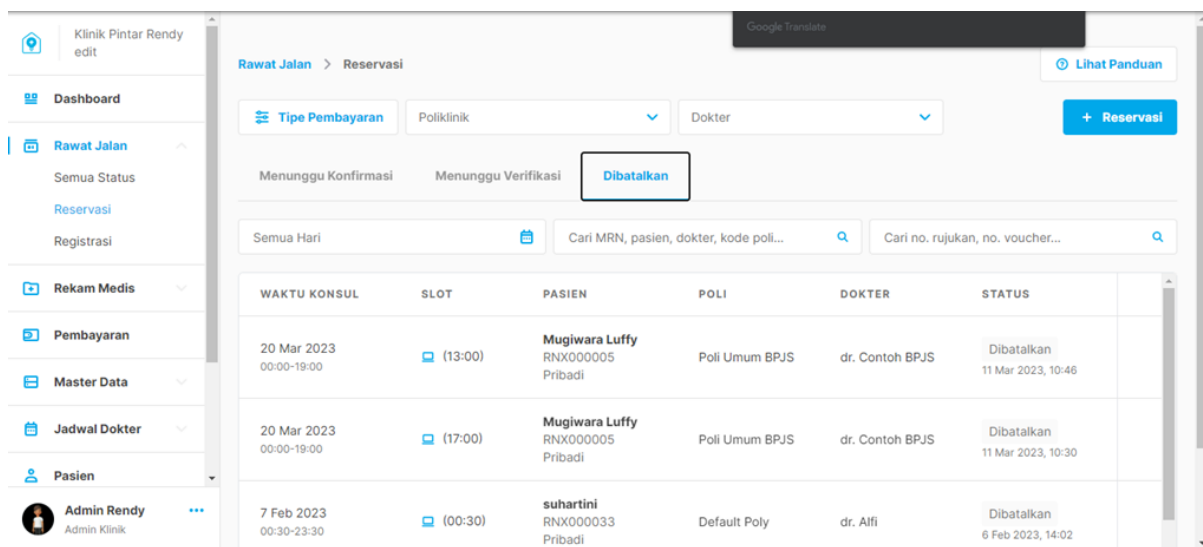 Klinik Pintar Rendy
edit
Google Translate
Rawat Jalan > Reservasi
Lihat Panduan
Dashboard
Rawat Jalan
Semua Status
Reservasi
Registrasi
Rekam Medis
Pembayaran
Master Data
Jadwal Dokter
Pasien
Admin Rendy
Admin Klinik
Tipe Pembayaran
Poliklinik
Dokter
+ Reservasi
Menunggu Konfirmasi
Menunggu Verifikasi
Dibatalkan
Semua Hari
Cari MRN, pasien, dokter, kode poli...
Cari no. rujukan, no. voucher...
WAKTU KONSUL SLOT PASIEN POLI DOKTER STATUS
20 Mar 2023
00:00-19:00
(13:00)
Mugiwara Luffy
RNX000005
Pribadi
Poli Umum BPJS
dr. Contoh BPJS
Dibatalkan
11 Mar 2023, 10:46
20 Mar 2023
00:00-19:00
(17:00)
Mugiwara Luffy
RNX000005
Pribadi
Poli Umum BPJS
dr. Contoh BPJS
Dibatalkan
11 Mar 2023, 10:30
7 Feb 2023
00:30-23:30
(00:30)
suhartini
RNX000033
Pribadi
Default Poly
dr. Alfi
Dibatalkan
6 Feb 2023, 14:02